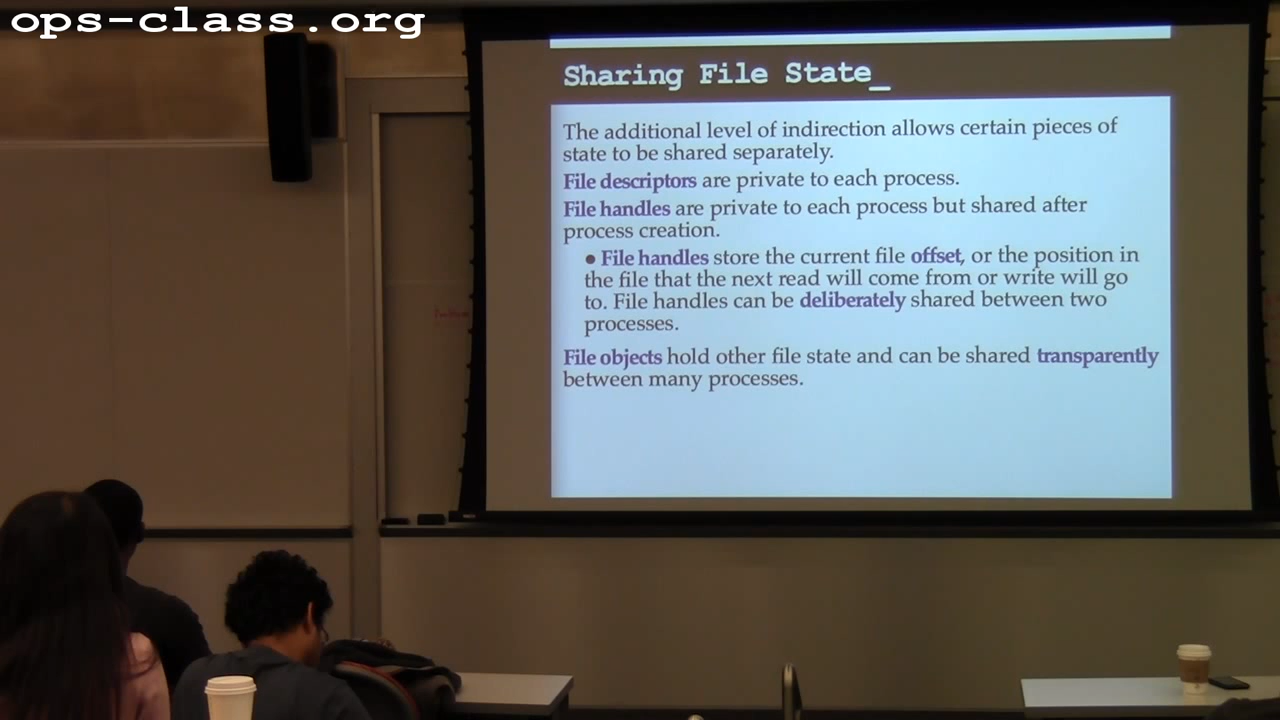 ops-class.org
Sharing File State_
The additional level of indirection allows certain pieces of
state to be shared separately.
File descriptors are private to each process.
File handles are private to each process but shared after
process creation.
● File handles store the current file offset, or the position in
the file that the next read will come from or write will go
to. File handles can be deliberately shared between two
processes.
File objects hold other file state and can be shared transparently
between many processes.